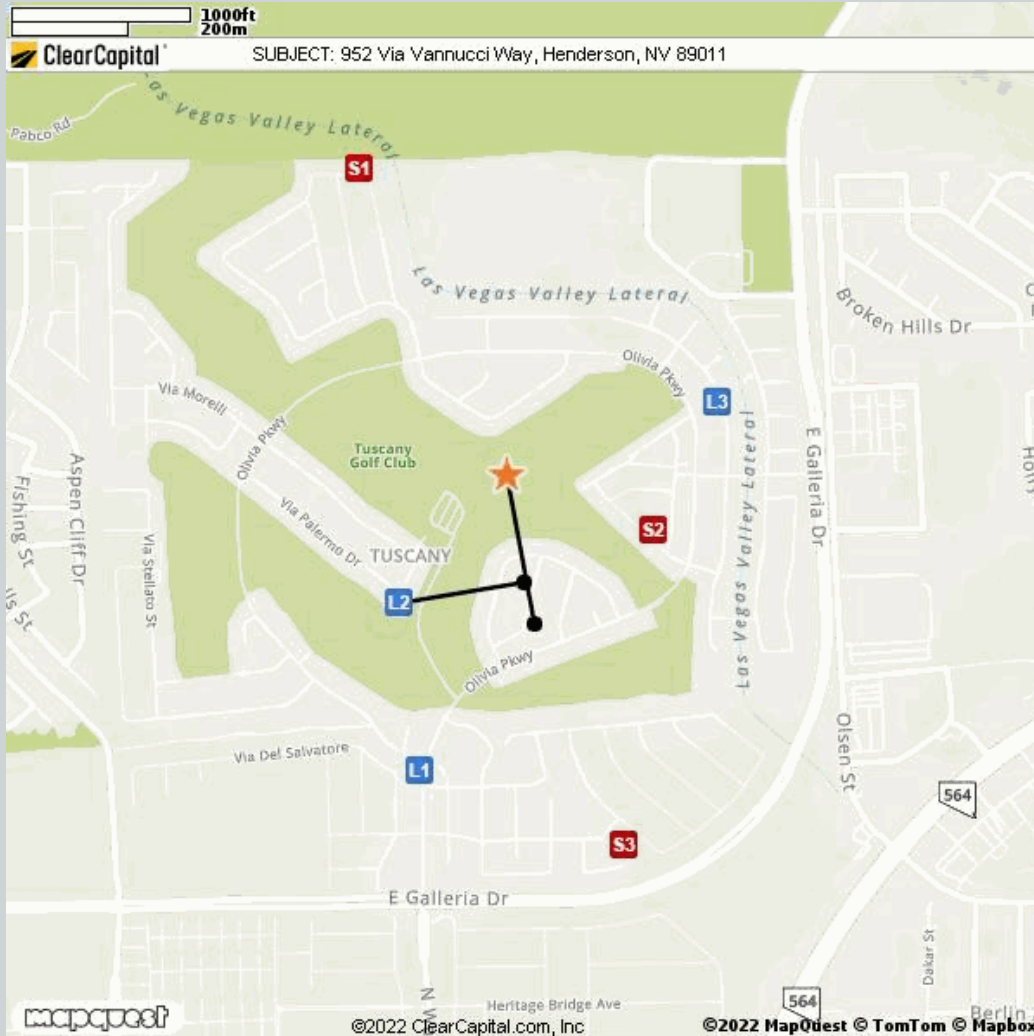 1000ft
200m
ClearCapital
SUBJECT: 952 Via Vannucci Way, Henderson, NV 89011
Las Vegas Valley Lateral
Pabco Rd
S1
Las Vegas Valley Lateral
Broken Hills Dr
Olivia Pkwy
Via Morelli
L3
Olivia Pkwy
Tuscany
Golf Club
Las Vegas Valley Lateral
E Galleria Dr
Aspen Cliff Dr
Fishing St
Via Palermo Dr
S2
Via Stellato St
TUSCANY
L2
Olivia Pkwy
Via Del Salvatore
L1
Olsen St
564
S3
E Galleria Dr
Dakar St
N W
Heritage Bridge Ave
564
Berlin
mapquest
©2022 ClearCapital.com, Inc
©2022 MapQuest © TomTom © Mapbo